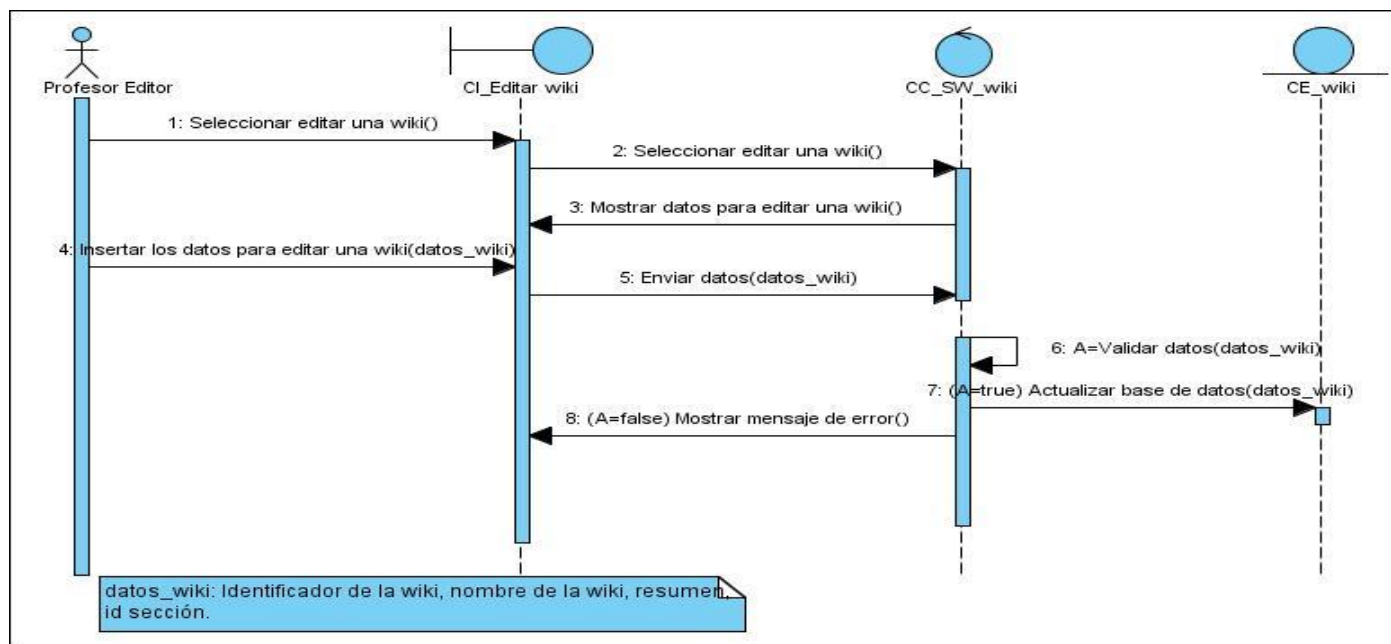 Profesor Editor
CI_Editar wiki
CC_SW_wiki
CE_wiki
1: Seleccionar editar una wiki()
2: Seleccionar editar una wiki()
3: Mostrar datos para editar una wiki()
4: Insertar los datos para editar una wiki(datos_wiki)
5: Enviar datos(datos_wiki)
6: A=Validar datos(datos_wiki)
7: (A=true) Actualizar base de datos(datos_wiki)
8: (A=false) Mostrar mensaje de error()
datos_wiki: Identificador de la wiki, nombre de la wiki, resumen,
id sección.